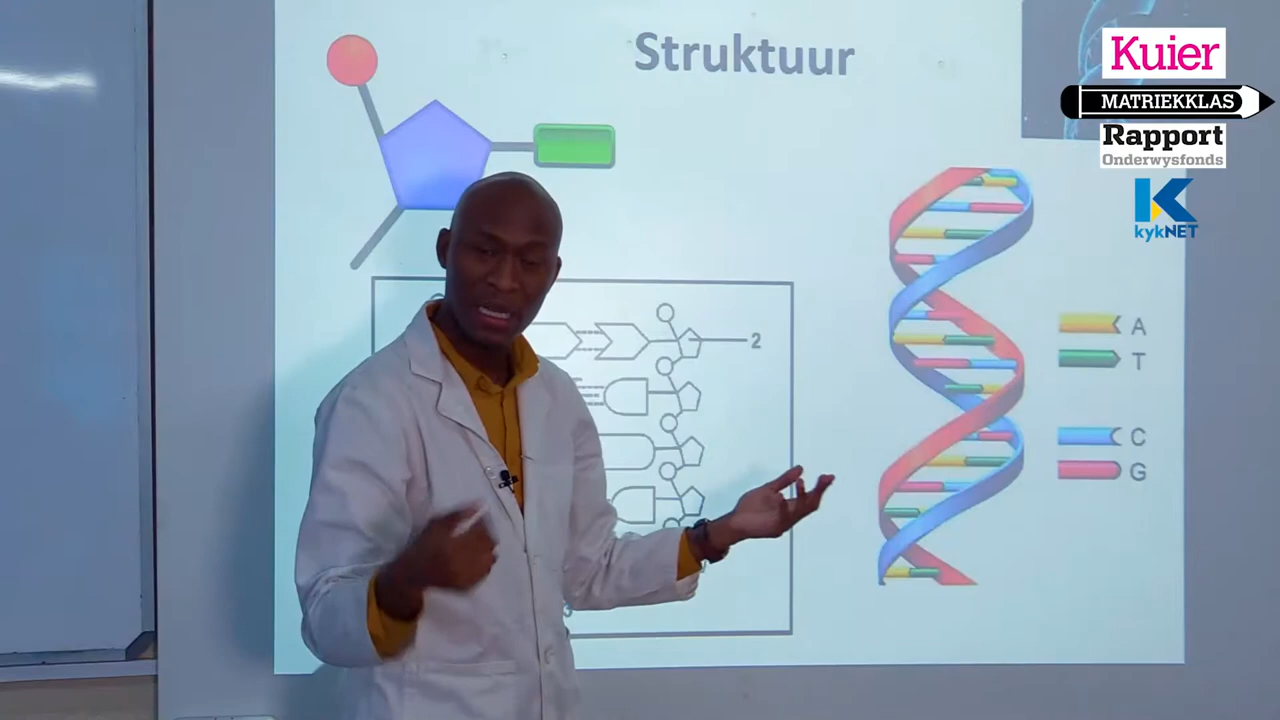 Struktuur
Kuier
MATRIEKKLAS
Rapport
Onderwysfonds
kykNET
2
A
T
C
G